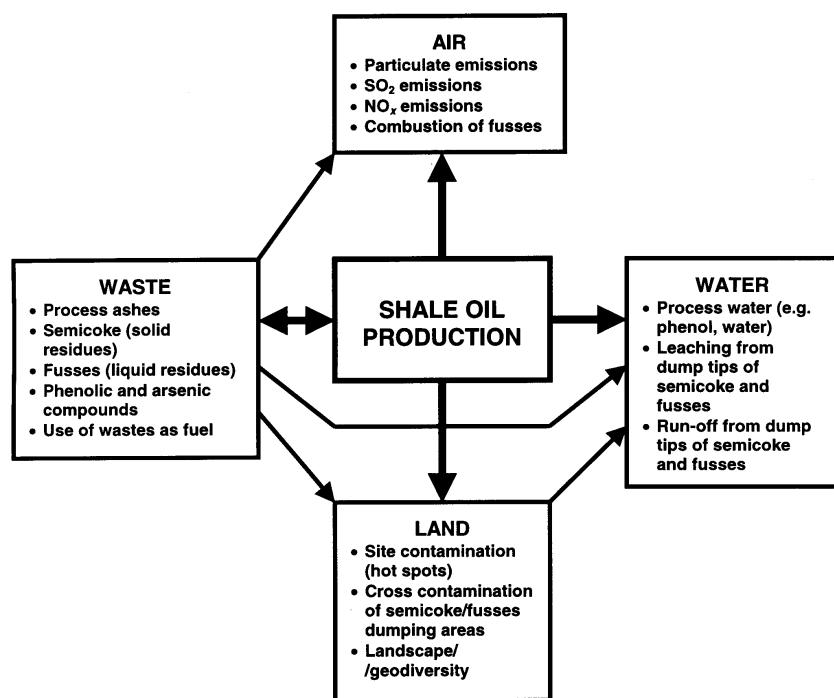 AIR
• Particulate emissions
• SO₂ emissions
• NOₓ emissions
• Combustion of fusses
WASTE
• Process ashes
• Semicoke (solid
residues)
• Fusses (liquid residues)
• Phenolic and arsenic
compounds
• Use of wastes as fuel
SHALE OIL
PRODUCTION
WATER
• Process water (e.g.
phenol, water)
• Leaching from
dump tips of
semicoke and
fusses
• Run-off from dump
tips of semicoke
and fusses
LAND
• Site contamination
(hot spots)
• Cross contamination
of semicoke/fusses
dumping areas
• Landscape/
/geodiversity